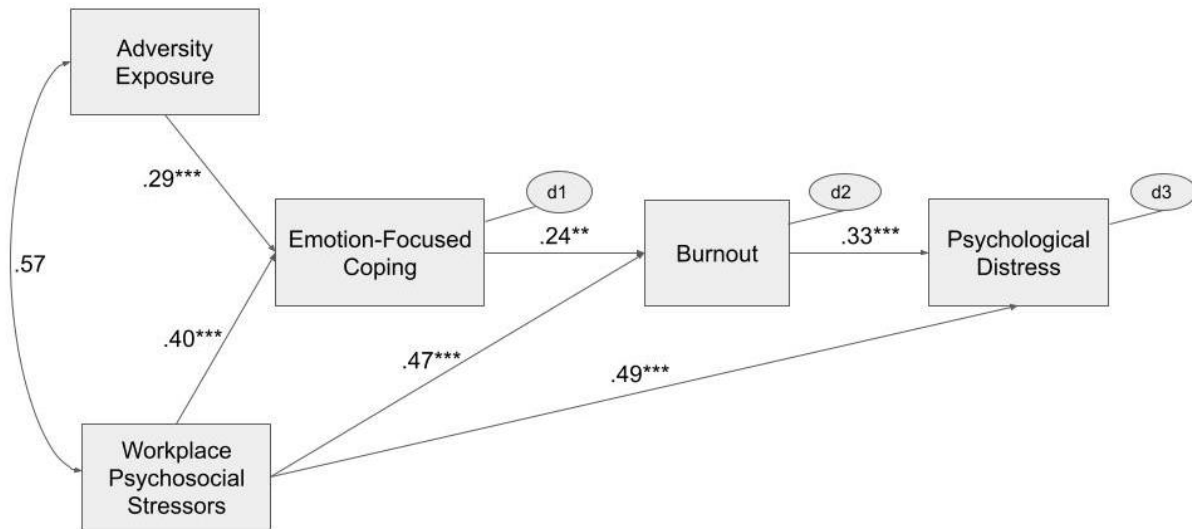 Adversity
Exposure
.29***
d1
d2
d3
Emotion-Focused
Coping
.24**
Burnout
.33***
Psychological
Distress
.57
.40***
.47***
.49***
Workplace
Psychosocial
Stressors